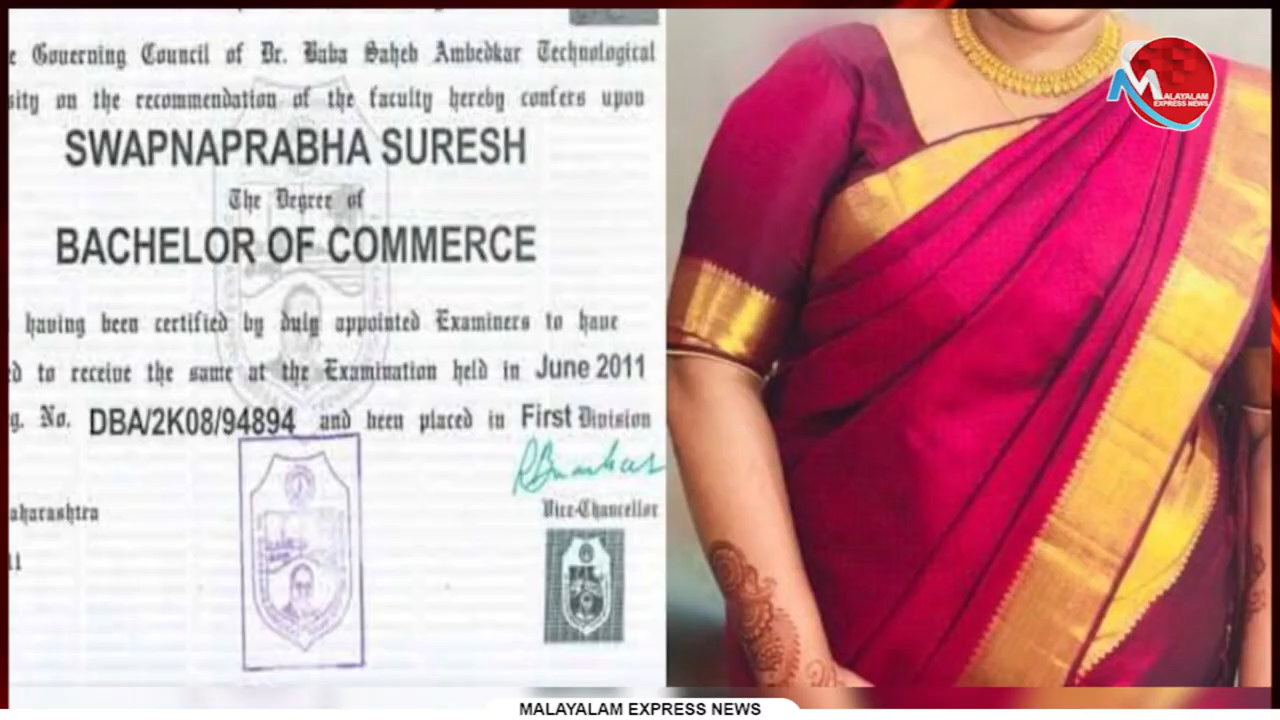 e Governing Council of Dr. Baba Saheb Ambedkar Technological
sity on the recommendation of the faculty hereby confers upon
SWAPNAPRABHA SURESH
The Degree of
BACHELOR OF COMMERCE
having been certified by duly appointed Examiners to have
d to receive the same at the Examination held in June 2011
g. No. DBA/2K08/94894 and been placed in First Division
aharashtra
Vice-Chancellor
11
MALAYALAM
EXPRESS NEWS
MALAYALAM EXPRESS NEWS